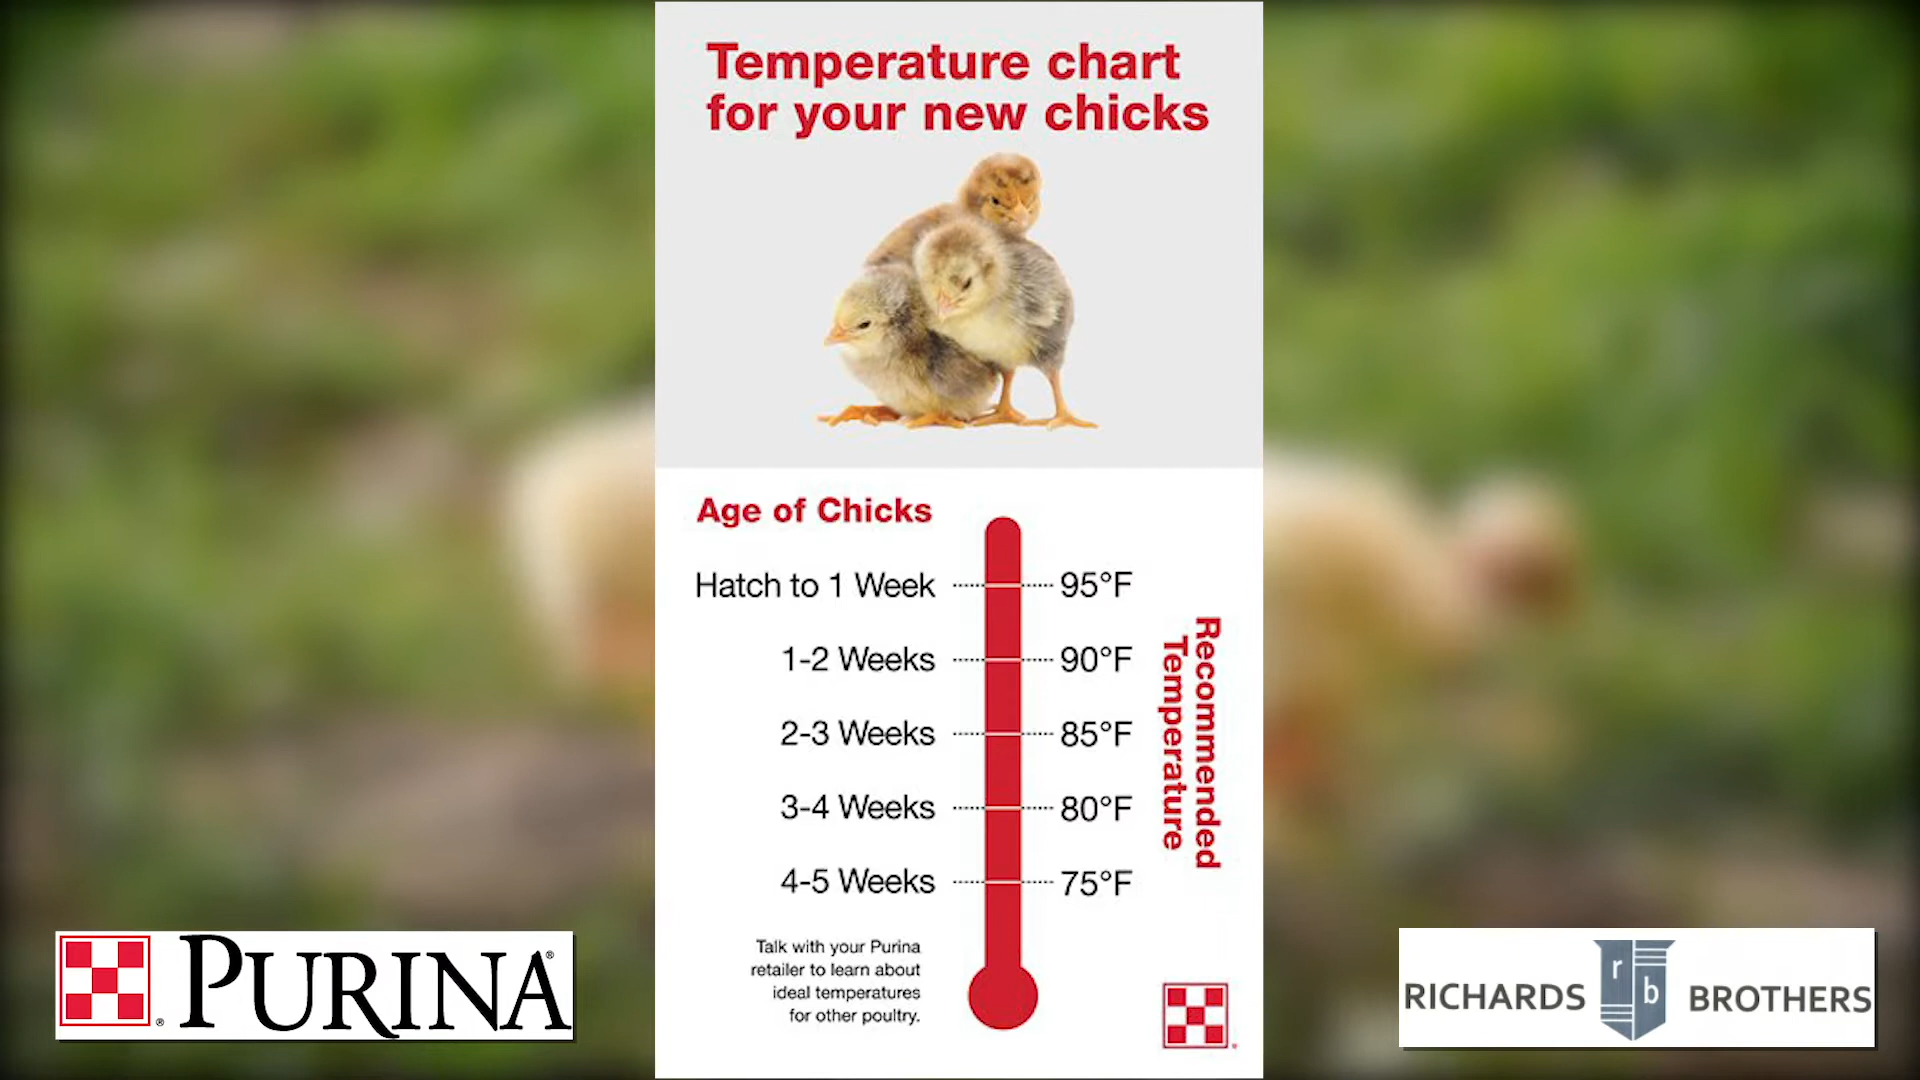 Temperature chart
for your new chicks
Age of Chicks
Hatch to 1 Week 95°F
1-2 Weeks 90°F
2-3 Weeks 85°F
3-4 Weeks 80°F
4-5 Weeks 75°F
Recommended
Temperature
Talk with your Purina
retailer to learn about
ideal temperatures
for other poultry.
PURINA®
RICHARDS rb BROTHERS